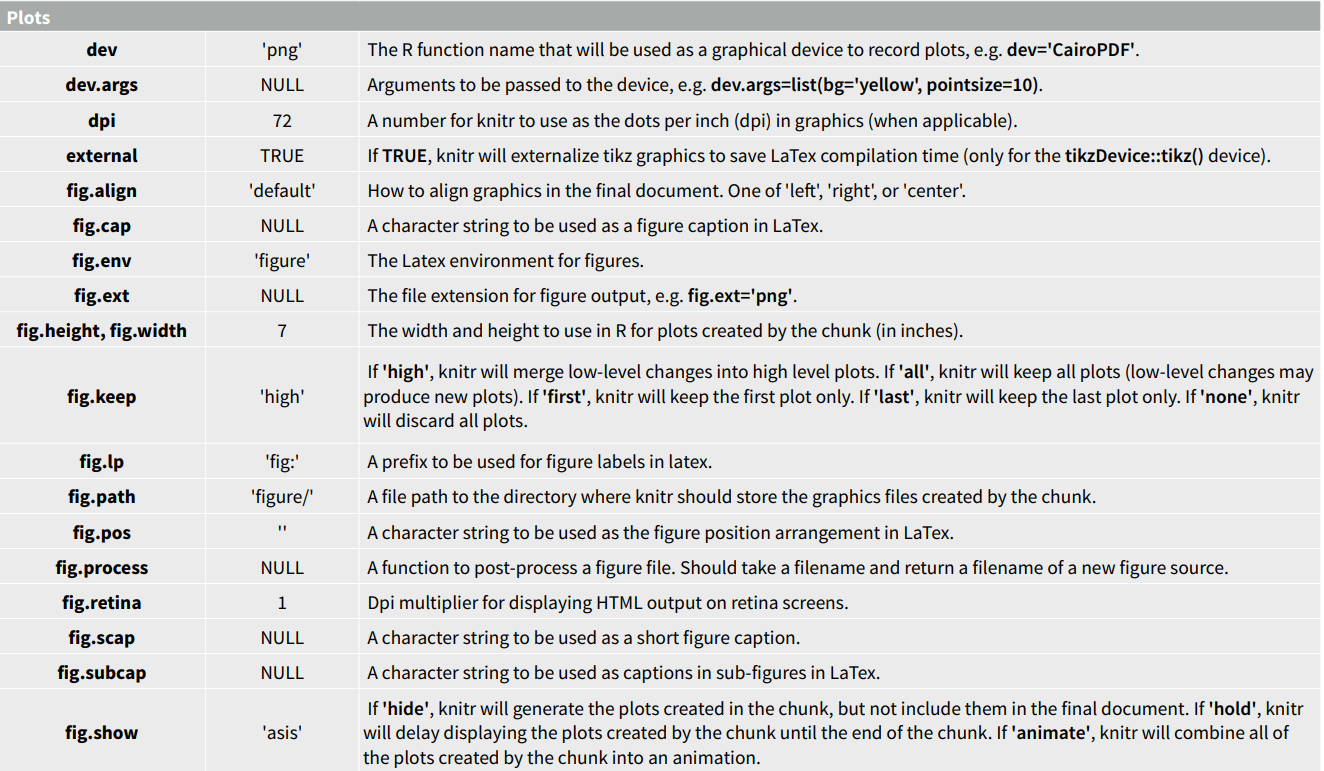 Plots
dev 'png' The R function name that will be used as a graphical device to record plots, e.g. dev='CairoPDF'.
dev.args NULL Arguments to be passed to the device, e.g. dev.args=list(bg='yellow', pointsize=10).
dpi 72 A number for knitr to use as the dots per inch (dpi) in graphics (when applicable).
external TRUE If TRUE, knitr will externalize tikz graphics to save LaTex compilation time (only for the tikzDevice::tikz() device).
fig.align 'default' How to align graphics in the final document. One of 'left', 'right', or 'center'.
fig.cap NULL A character string to be used as a figure caption in LaTex.
fig.env 'figure' The Latex environment for figures.
fig.ext NULL The file extension for figure output, e.g. fig.ext='png'.
fig.height, fig.width 7 The width and height to use in R for plots created by the chunk (in inches).
If 'high', knitr will merge low-level changes into high level plots. If 'all', knitr will keep all plots (low-level changes may
fig.keep 'high' produce new plots). If 'first', knitr will keep the first plot only. If 'last', knitr will keep the last plot only. If 'none', knitr
will discard all plots.
fig.lp 'fig:' A prefix to be used for figure labels in latex.
fig.path 'figure/' A file path to the directory where knitr should store the graphics files created by the chunk.
fig.pos '' A character string to be used as the figure position arrangement in LaTex.
fig.process NULL A function to post-process a figure file. Should take a filename and return a filename of a new figure source.
fig.retina 1 Dpi multiplier for displaying HTML output on retina screens.
fig.scap NULL A character string to be used as a short figure caption.
fig.subcap NULL A character string to be used as captions in sub-figures in LaTex.
If 'hide', knitr will generate the plots created in the chunk, but not include them in the final document. If 'hold', knitr
fig.show 'asis' will delay displaying the plots created by the chunk until the end of the chunk. If 'animate', knitr will combine all of
the plots created by the chunk into an animation.